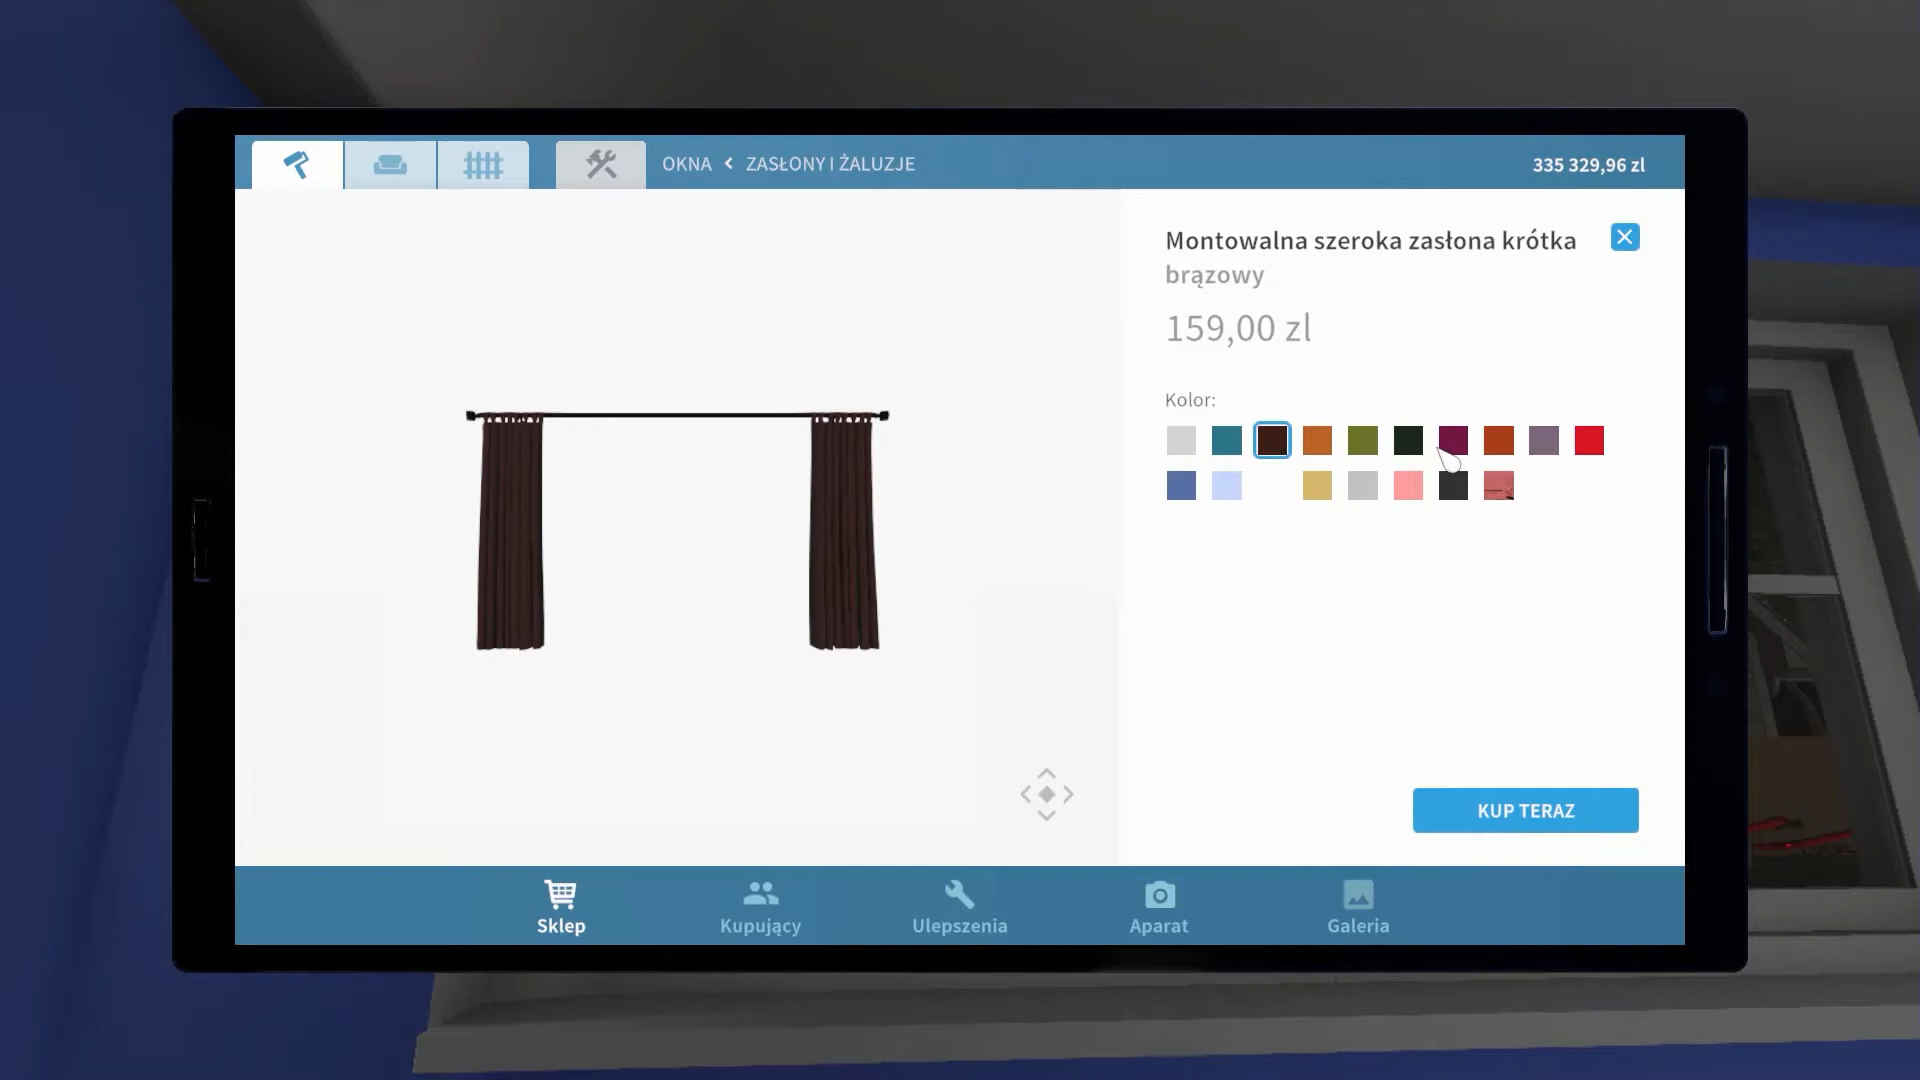 OKNA < ZASŁONY I ŻALUZJE
335 329,96 zl
Montowalna szeroka zasłona krótka
brązowy
159,00 zl
Kolor:
KUP TERAZ
Sklep
Kupujący
Ulepszenia
Aparat
Galeria